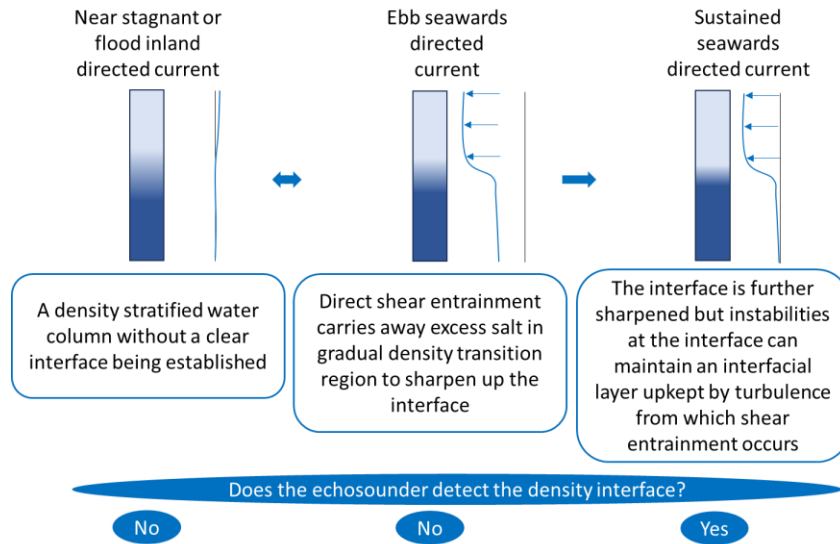 Near stagnant or
flood inland
directed current
Ebb seawards
directed
current
Sustained
seawards
directed current
A density stratified water
column without a clear
interface being established
Direct shear entrainment
carries away excess salt in
gradual density transition
region to sharpen up the
interface
The interface is further
sharpened but instabilities
at the interface can
maintain an interfacial
layer upkept by turbulence
from which shear
entrainment occurs
Does the echosounder detect the density interface?
No
No
Yes